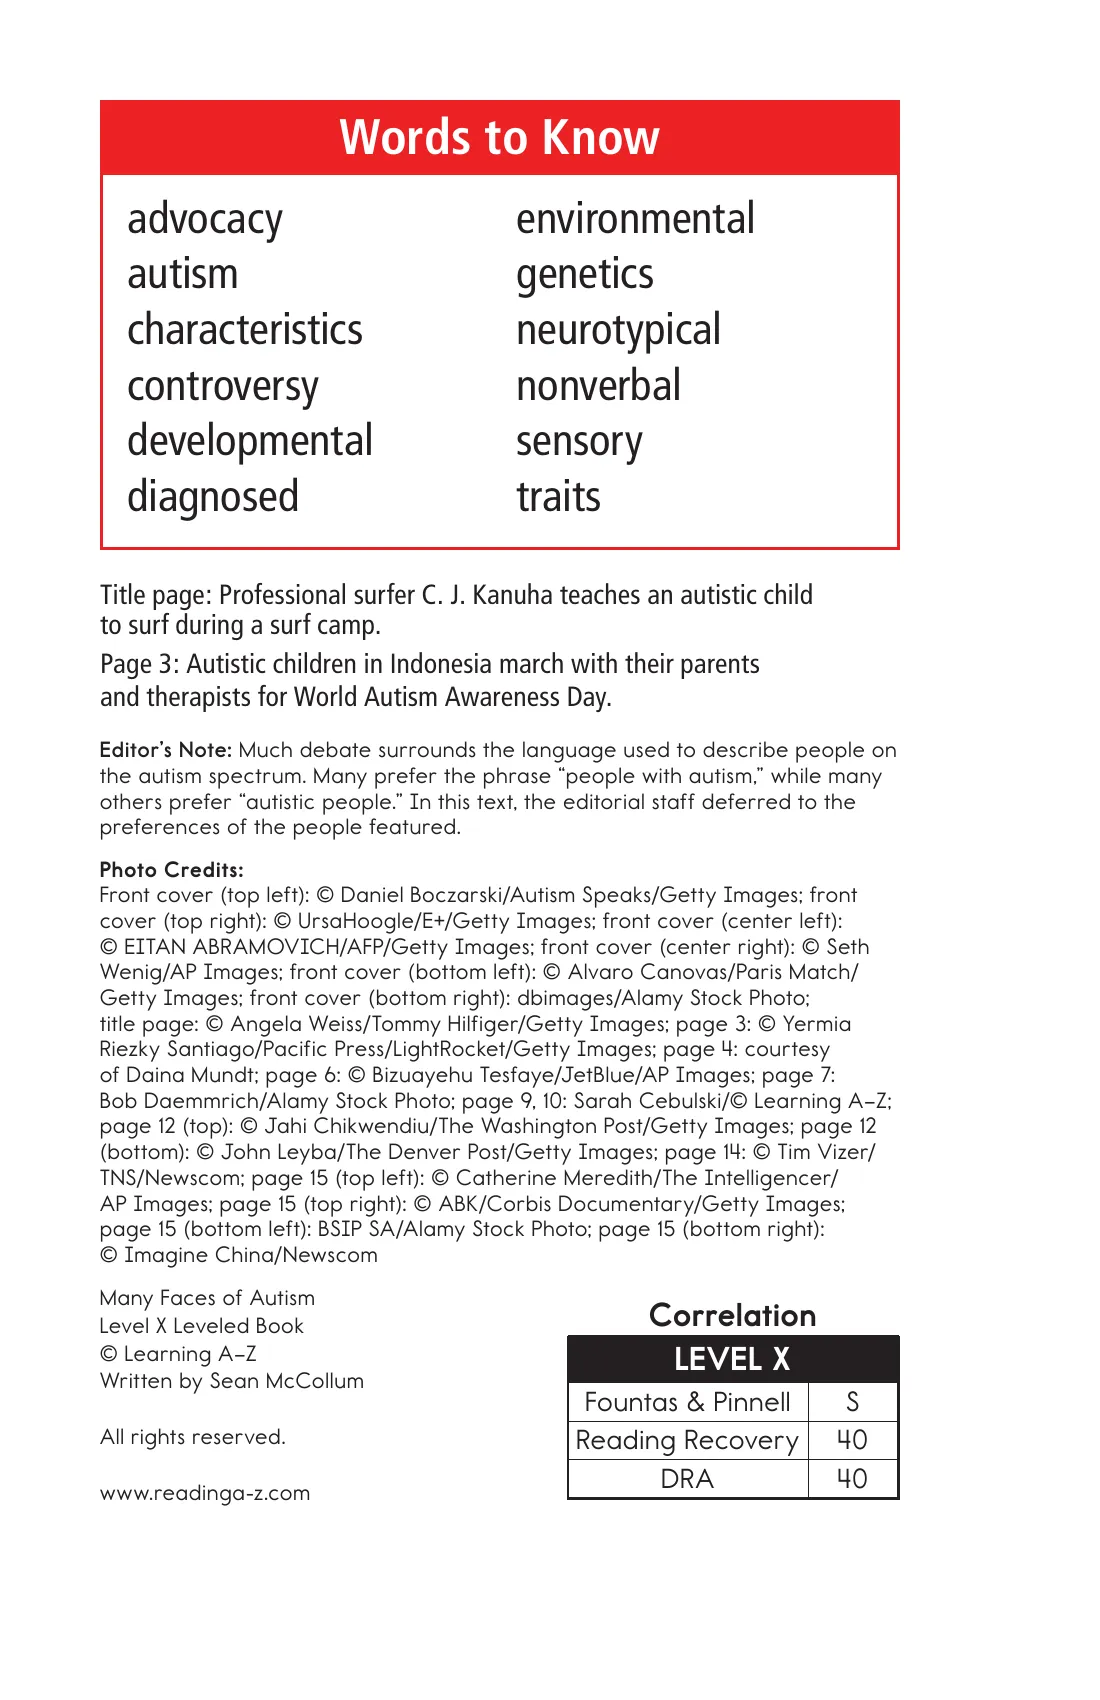 Words to Know
advocacy
autism
characteristics
controversy
developmental
diagnosed
environmental
genetics
neurotypical
nonverbal
sensory
traits
Title page: Professional surfer C. J. Kanuha teaches an autistic child
to surf during a surf camp.
Page 3: Autistic children in Indonesia march with their parents
and therapists for World Autism Awareness Day.
Editor’s Note: Much debate surrounds the language used to describe people on
the autism spectrum. Many prefer the phrase “people with autism,” while many
others prefer “autistic people.” In this text, the editorial staff deferred to the
preferences of the people featured.
Photo Credits:
Front cover (top left): © Daniel Boczarski/Autism Speaks/Getty Images; front
cover (top right): © UrsaHoogle/E+/Getty Images; front cover (center left):
© EITAN ABRAMOVICH/AFP/Getty Images; front cover (center right): © Seth
Wenig/AP Images; front cover (bottom left): © Alvaro Canovas/Paris Match/
Getty Images; front cover (bottom right): dbimages/Alamy Stock Photo;
title page: © Angela Weiss/Tommy Hilfiger/Getty Images; page 3: © Yermia
Riezky Santiago/Pacific Press/LightRocket/Getty Images; page 4: courtesy
of Daina Mundt; page 6: © Bizuayehu Tesfaye/JetBlue/AP Images; page 7:
Bob Daemmrich/Alamy Stock Photo; page 9, 10: Sarah Cebulski/© Learning A–Z;
page 12 (top): © Jahi Chikwendiu/The Washington Post/Getty Images; page 12
(bottom): © John Leyba/The Denver Post/Getty Images; page 14: © Tim Vizer/
TNS/Newscom; page 15 (top left): © Catherine Meredith/The Intelligencer/
AP Images; page 15 (top right): © ABK/Corbis Documentary/Getty Images;
page 15 (bottom left): BSIP SA/Alamy Stock Photo; page 15 (bottom right):
© Imagine China/Newscom
Many Faces of Autism
Level X Leveled Book
© Learning A–Z
Written by Sean McCollum
All rights reserved.
www.readinga-z.com
Correlation
LEVEL X
Fountas & Pinnell S
Reading Recovery 40
DRA 40